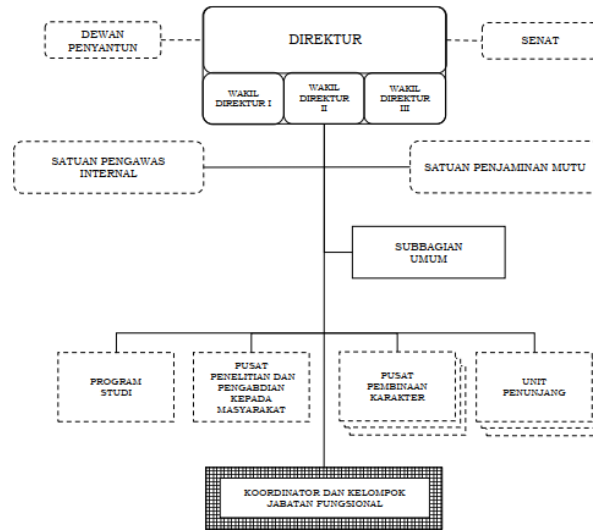 DEWAN
PENYANTUN
DIREKTUR
SENAT
WAKIL
DIREKTUR I
WAKIL
DIREKTUR
II
WAKIL
DIREKTUR
III
SATUAN PENGAWAS
INTERNAL
SATUAN PENJAMINAN MUTU
SUBBAGIAN
UMUM
PROGRAM
STUDI
PUSAT
PENELITIAN DAN
PENGABDIAN
KEPADA
MASYARAKAT
PUSAT
PEMBINAAN
KARAKTER
UNIT
PENUNJANG
KOORDINATOR DAN KELOMPOK
JABATAN FUNGSIONAL